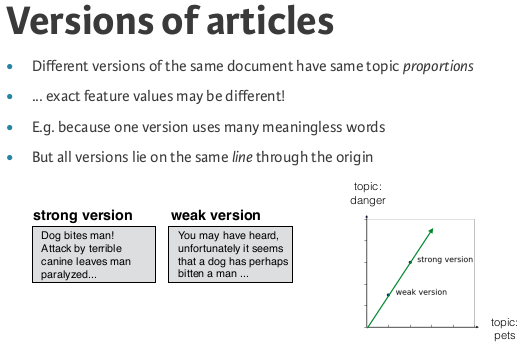 Versions of articles
• Different versions of the same document have same topic proportions
• ... exact feature values may be different!
• E.g. because one version uses many meaningless words
• But all versions lie on the same line through the origin
strong version
Dog bites man!
Attack by terrible
canine leaves man
paralyzed...
weak version
You may have heard,
unfortunately it seems
that a dog has perhaps
bitten a man ...
topic:
danger
strong version
weak version
topic:
pets